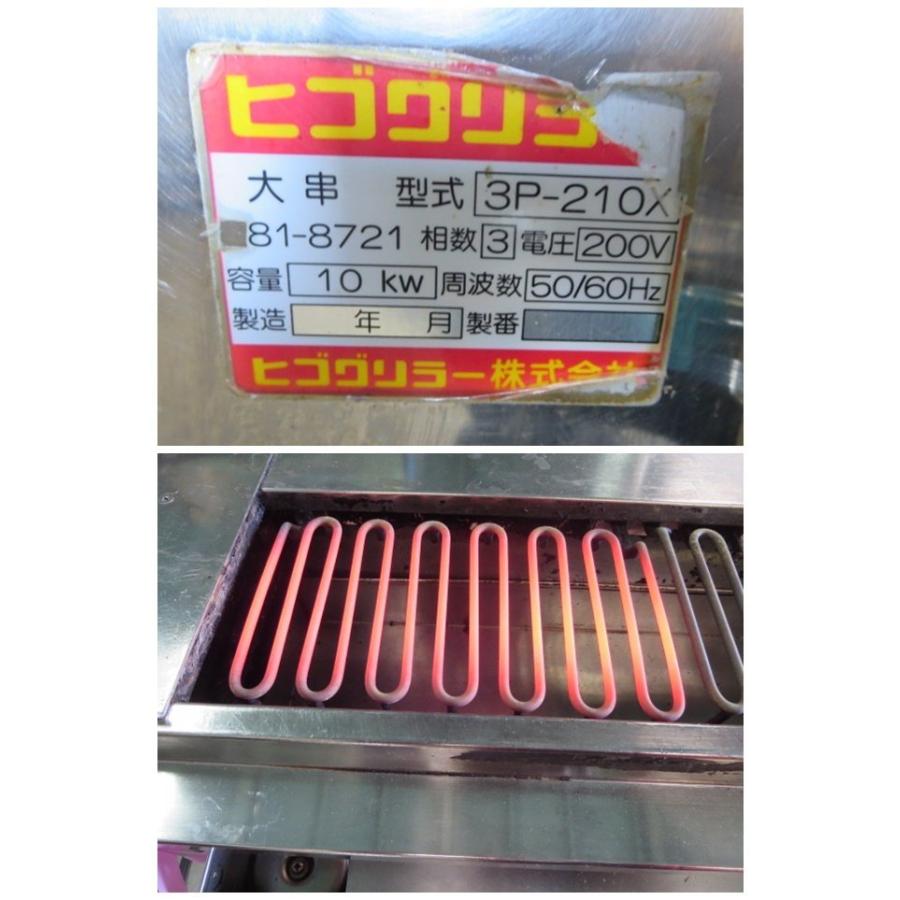 ヒゴグリラー
大串 型式 3P-210X
81-8721 相数 3 電圧 200V
容量 10 kw 周波数 50/60Hz
製造 年 月 製番
ヒゴグリラー株式会社